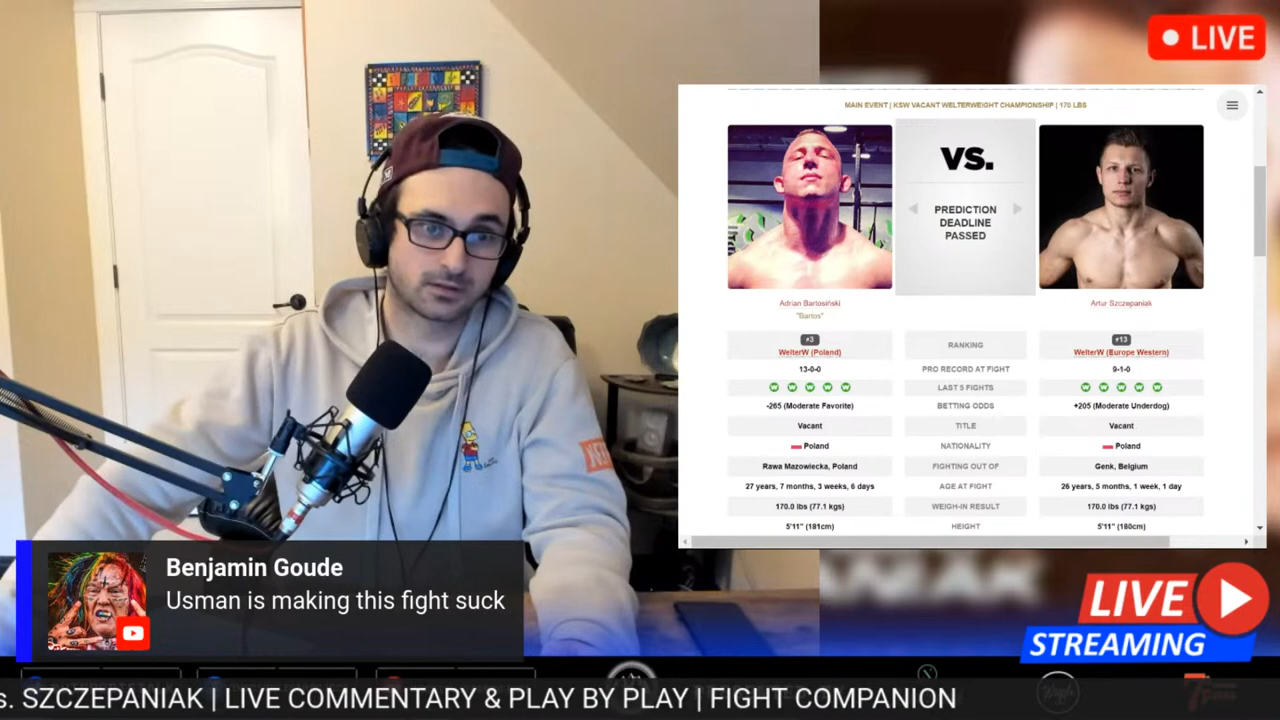 LIVE
MAIN EVENT | KSW VACANT WELTERWEIGHT CHAMPIONSHIP | 170 LBS
VS.
PREDICTION
DEADLINE
PASSED
Adrian Bartosiński
"Bartos"
Artur Szczepaniak
#3
WelterW (Poland)
RANKING
#13
WelterW (Europe Western)
13-0-0
PRO RECORD AT FIGHT
9-1-0
W W W W W
LAST 5 FIGHTS
W W W W W
-265 (Moderate Favorite)
BETTING ODDS
+205 (Moderate Underdog)
Vacant
TITLE
Vacant
Poland
NATIONALITY
Poland
Rawa Mazowiecka, Poland
FIGHTING OUT OF
Genk, Belgium
27 years, 7 months, 3 weeks, 6 days
AGE AT FIGHT
26 years, 5 months, 1 week, 1 day
170.0 lbs (77.1 kgs)
WEIGH-IN RESULT
170.0 lbs (77.1 kgs)
5'11" (181cm)
HEIGHT
5'11" (180cm)
Benjamin Goude
Usman is making this fight suck
LIVE
STREAMING
s. SZCZEPANIAK | LIVE COMMENTARY & PLAY BY PLAY | FIGHT COMPANION